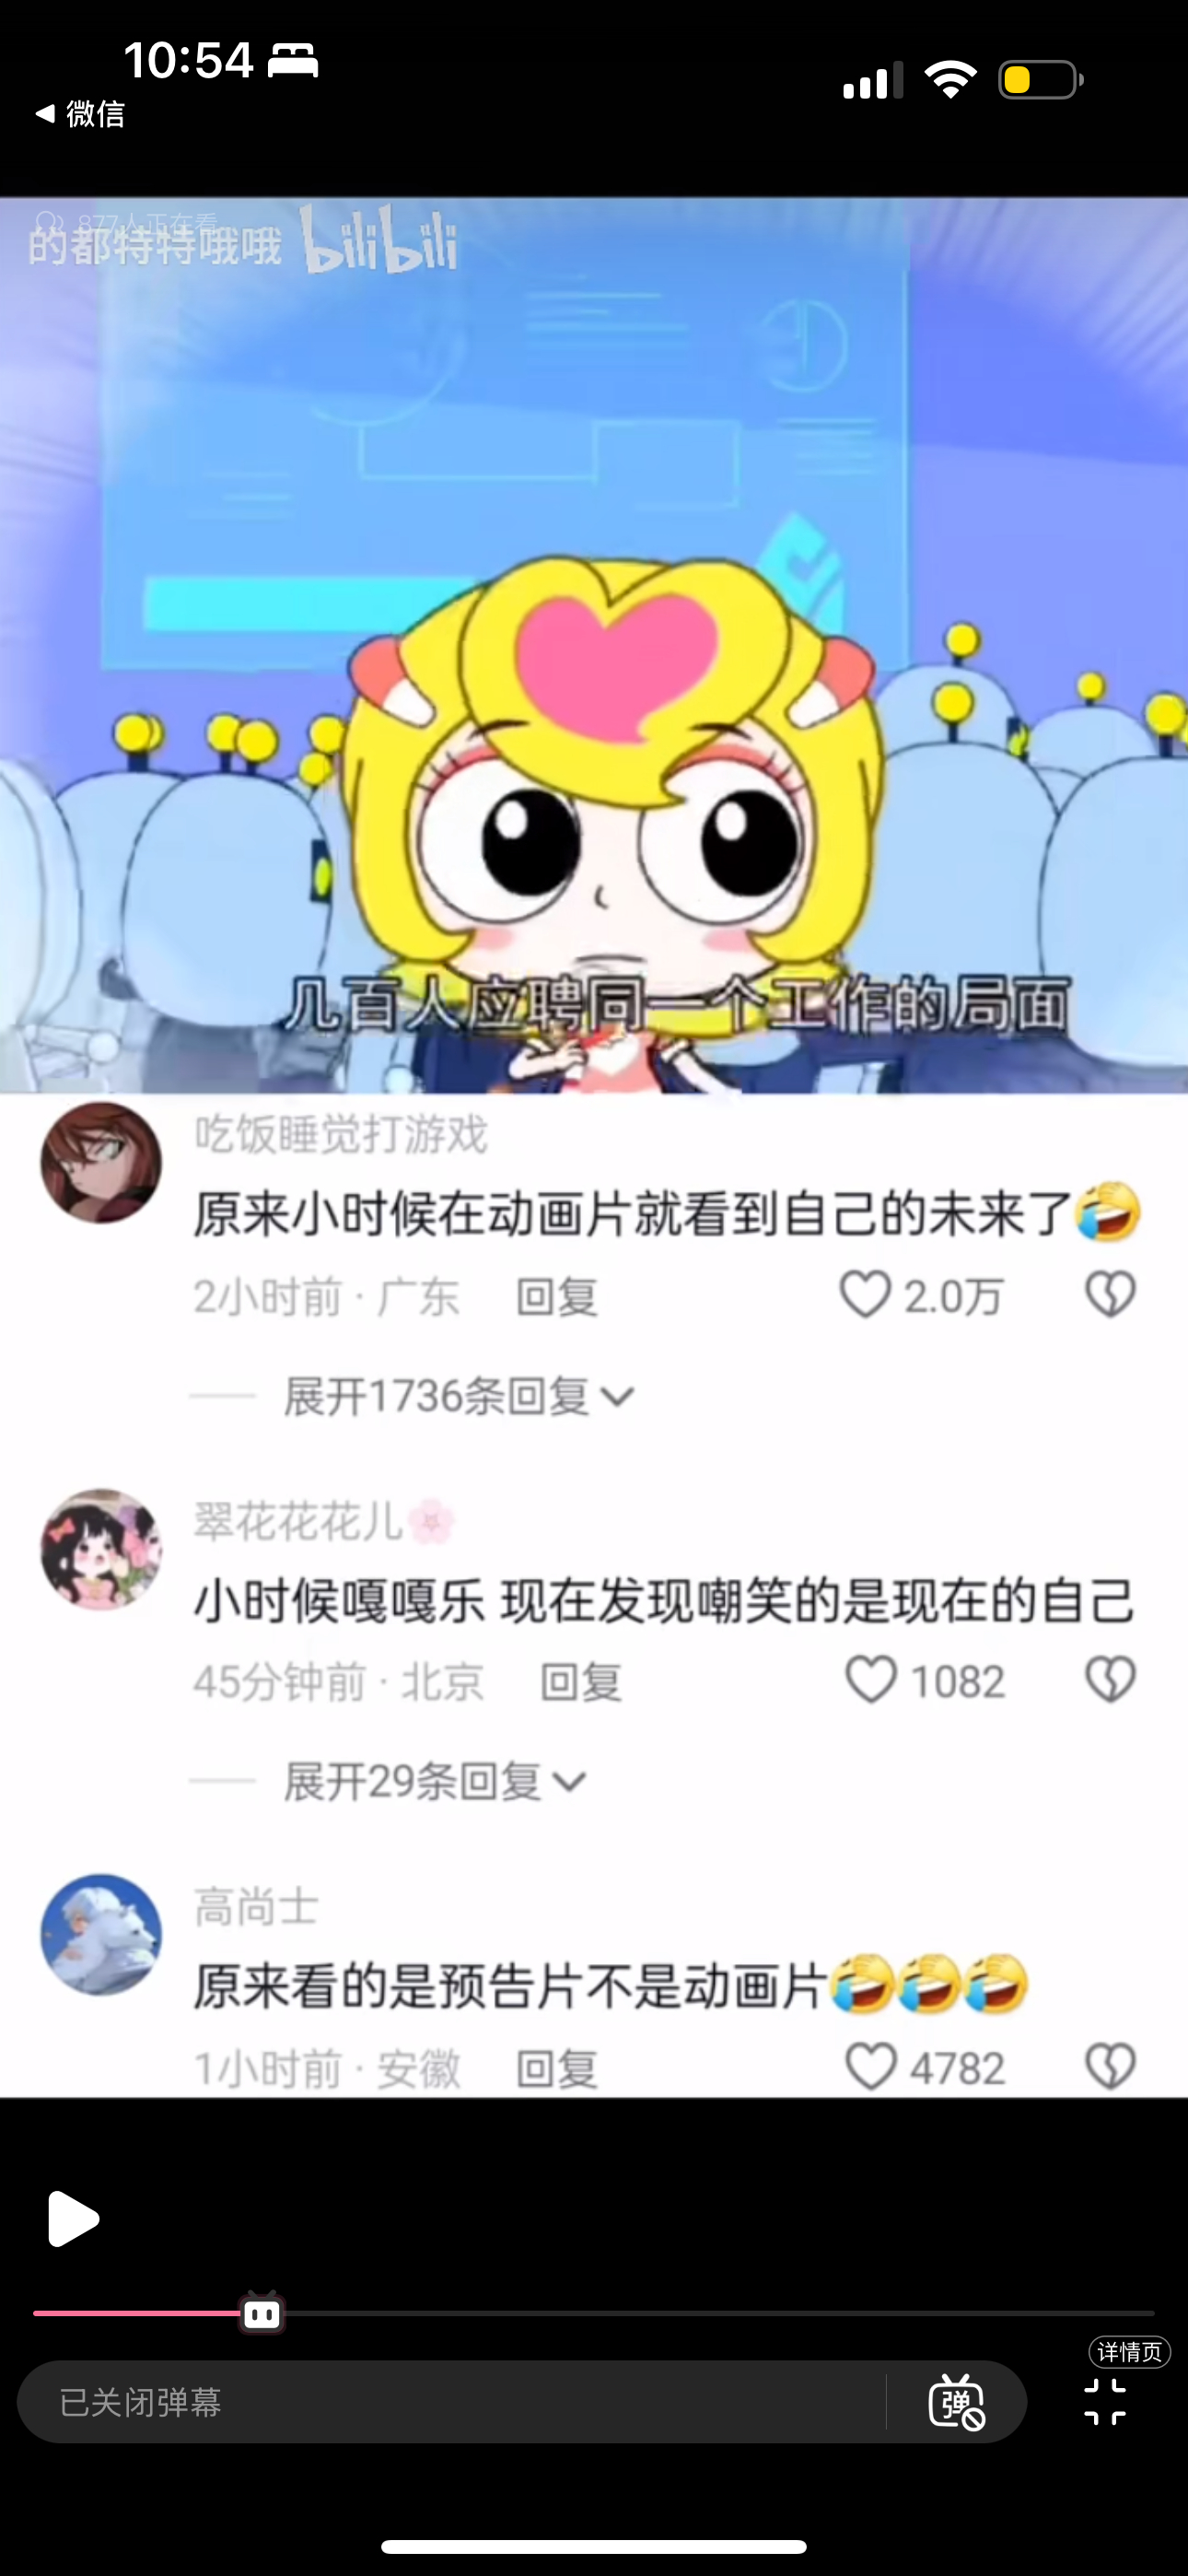 10:54
微信
877人正在看
的都特特哦哦 bilibili
几百人应聘同一个工作的局面
吃饭睡觉打游戏
原来小时候在动画片就看到自己的未来了🤣
2小时前 · 广东 回复 2.0万
展开1736条回复
翠花花花儿🌸
小时候嘎嘎乐 现在发现嘲笑的是现在的自己
45分钟前 · 北京 回复 1082
展开29条回复
高尚士
原来看的是预告片不是动画片🤣🤣🤣
1小时前 · 安徽 回复 4782
详情页
已关闭弹幕 弹